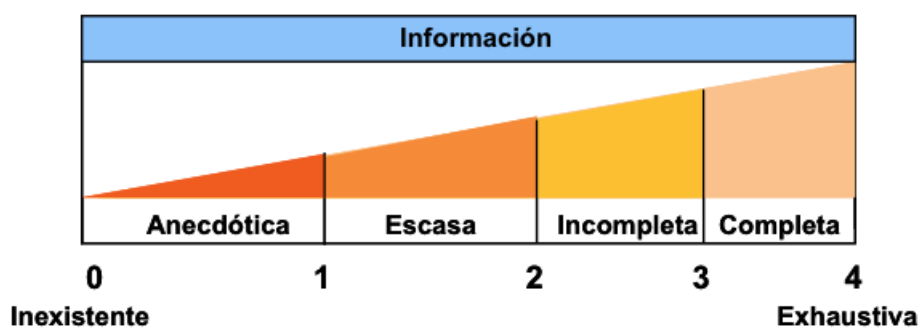 Información
Anecdótica Escasa Incompleta Completa
0 1 2 3 4
Inexistente Exhaustiva